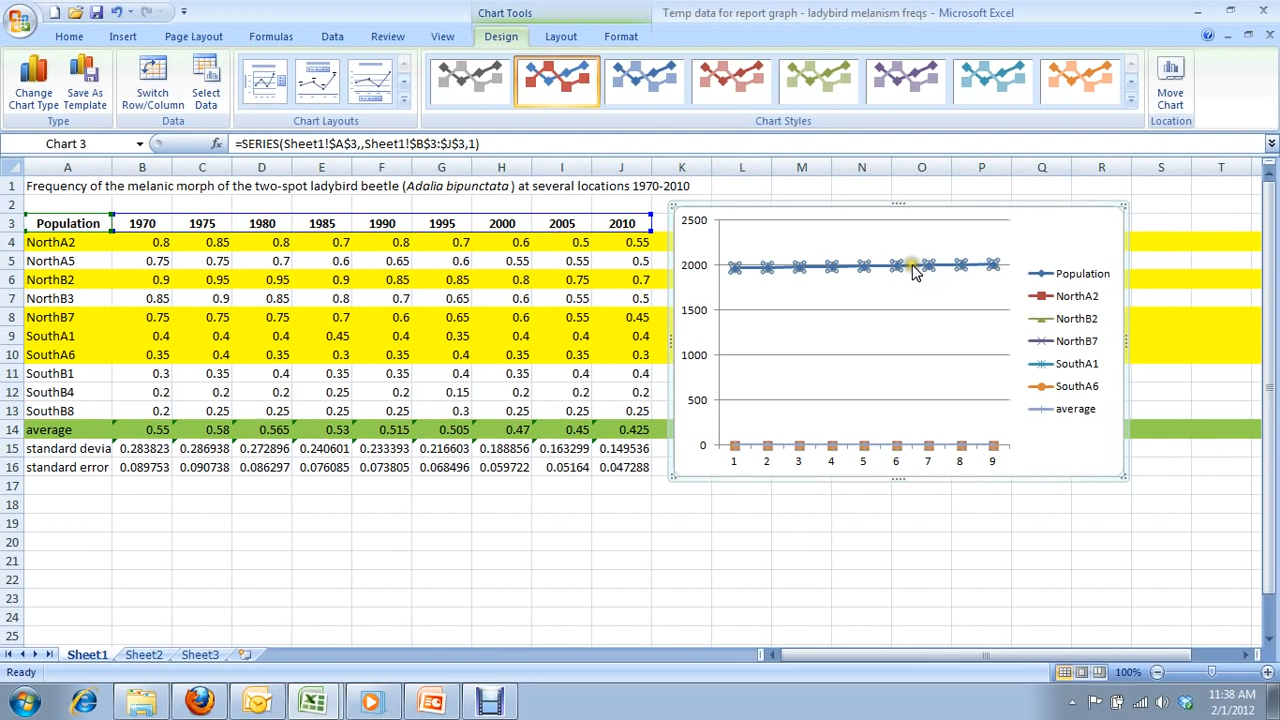 Chart Tools
Temp data for report graph - ladybird melanism freqs - Microsoft Excel
Home Insert Page Layout Formulas Data Review View Design Layout Format
Change Chart Type
Save As Template
Switch Row/Column
Select Data
Move Chart
Type Data Chart Layouts Chart Styles Location
Chart 3 fx =SERIES(Sheet1!$A$3,,Sheet1!$B$3:$J$3,1)
A B C D E F G H I J K L M N O P Q R S T
1 Frequency of the melanic morph of the two-spot ladybird beetle (Adalia bipunctata ) at several locations 1970-2010
2
3 Population 1970 1975 1980 1985 1990 1995 2000 2005 2010
4 NorthA2 0.8 0.85 0.8 0.7 0.8 0.7 0.6 0.5 0.55
5 NorthA5 0.75 0.75 0.7 0.6 0.65 0.6 0.55 0.55 0.5
6 NorthB2 0.9 0.95 0.95 0.9 0.85 0.85 0.8 0.75 0.7
7 NorthB3 0.85 0.9 0.85 0.8 0.7 0.65 0.6 0.55 0.5
8 NorthB7 0.75 0.75 0.75 0.7 0.6 0.65 0.6 0.55 0.45
9 SouthA1 0.4 0.4 0.4 0.45 0.4 0.35 0.4 0.4 0.4
10 SouthA6 0.35 0.4 0.35 0.3 0.35 0.4 0.35 0.35 0.3
11 SouthB1 0.3 0.35 0.4 0.35 0.35 0.4 0.35 0.4 0.4
12 SouthB4 0.2 0.2 0.2 0.25 0.2 0.15 0.2 0.2 0.2
13 SouthB8 0.2 0.25 0.25 0.25 0.25 0.3 0.25 0.25 0.25
14 average 0.55 0.58 0.565 0.53 0.515 0.505 0.47 0.45 0.425
15 standard devia 0.283823 0.286938 0.272896 0.240601 0.233393 0.216603 0.188856 0.163299 0.149536
16 standard error 0.089753 0.090738 0.086297 0.076085 0.073805 0.068496 0.059722 0.05164 0.047288
17
18
19
20
21
22
23
24
25
2500
2000
1500
1000
500
0
1 2 3 4 5 6 7 8 9
Population
NorthA2
NorthB2
NorthB7
SouthA1
SouthA6
average
Sheet1 Sheet2 Sheet3
Ready 100%
11:38 AM
2/1/2012